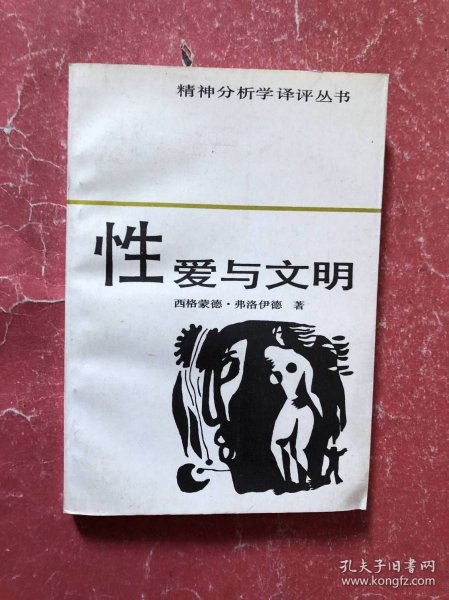 精神分析学译评丛书
性爱与文明
西格蒙德·弗洛伊德 著
孔夫子旧书网
www.kongfz.com